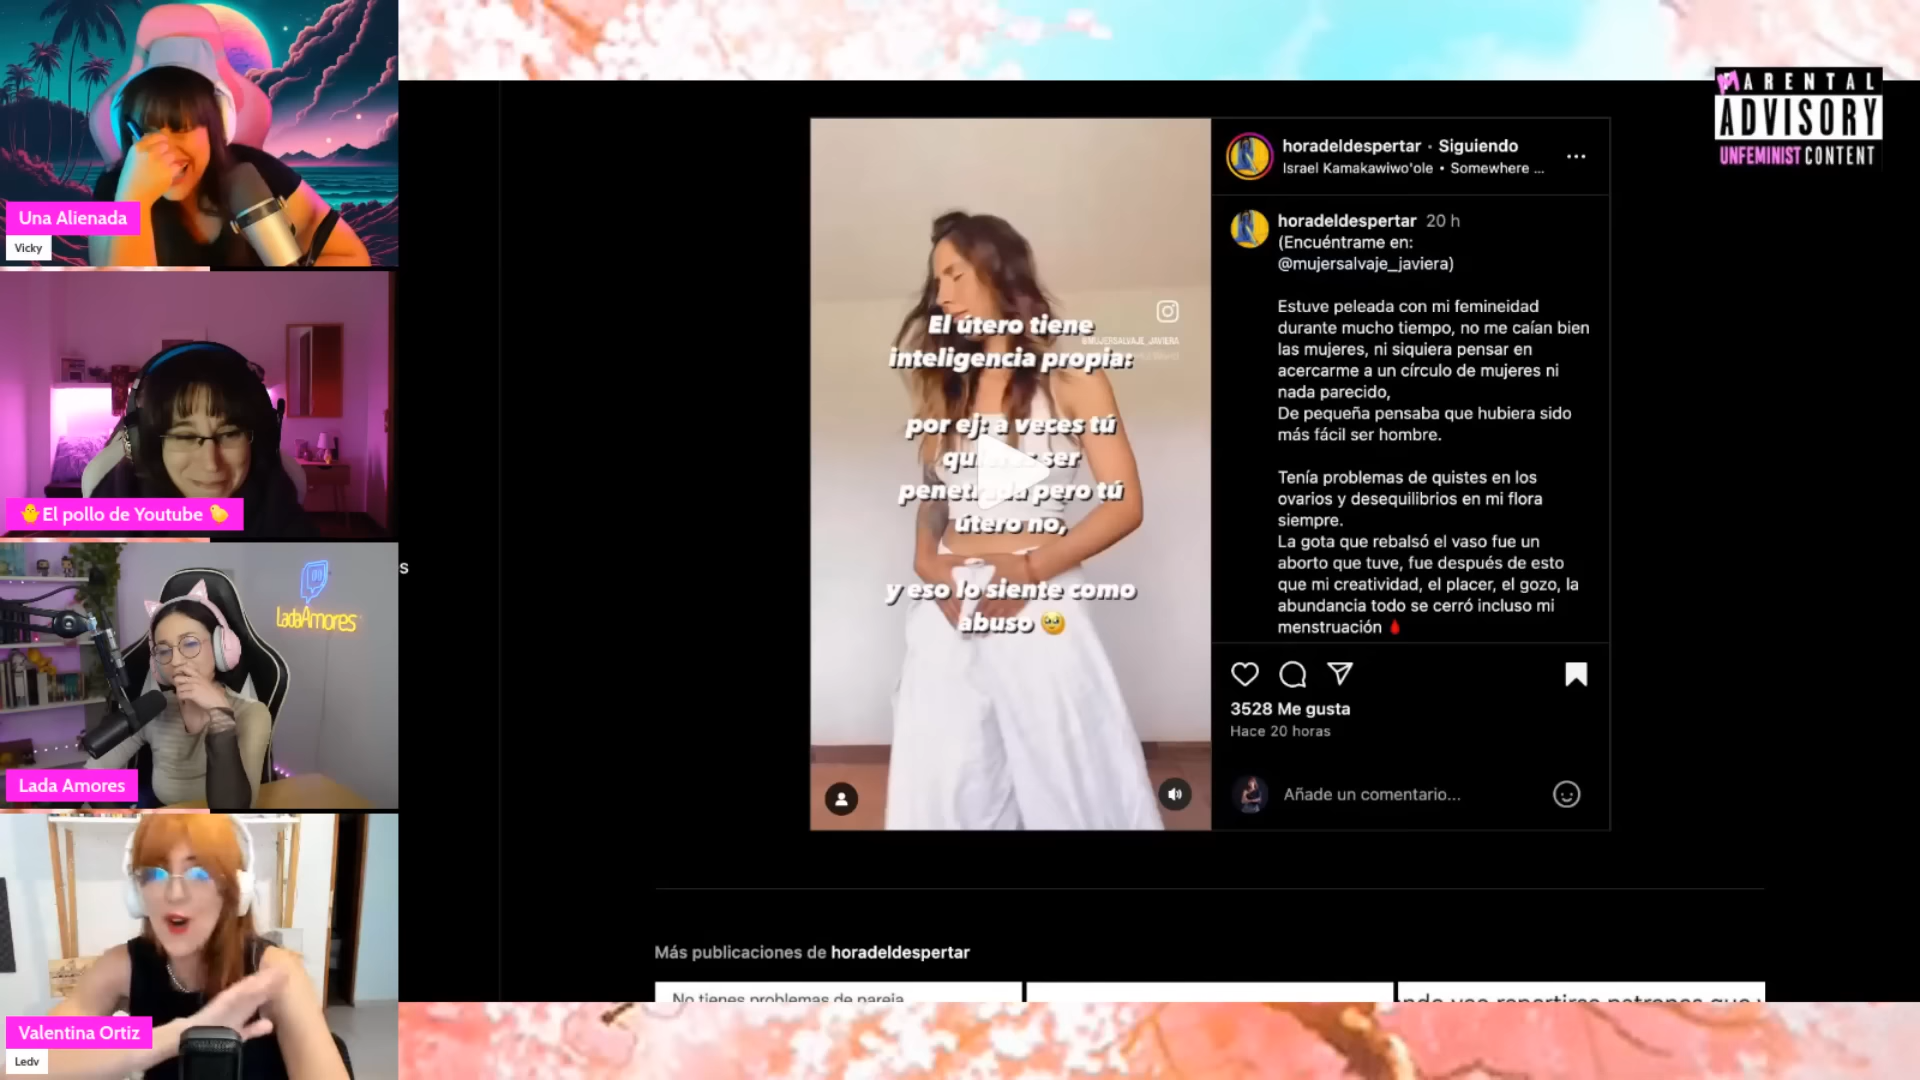 Una Alienada
Vicky
🐥El pollo de Youtube 🐤
LadaAmores
Lada Amores
Valentina Ortiz
Ledv
s
El útero tiene
inteligencia propia:
@MUJERSALVAJE_JAVIERA
por ej: a veces tú
ser
pero tú
útero no,
y eso lo siente como
abuso 🥹
horadeldespertar · Siguiendo
Israel Kamakawiwo'ole • Somewhere ...
horadeldespertar 20 h
(Encuéntrame en:
@mujersalvaje_javiera)
Estuve peleada con mi femineidad
durante mucho tiempo, no me caían bien
las mujeres, ni siquiera pensar en
acercarme a un círculo de mujeres ni
nada parecido,
De pequeña pensaba que hubiera sido
más fácil ser hombre.
Tenía problemas de quistes en los
ovarios y desequilibrios en mi flora
siempre.
La gota que rebalsó el vaso fue un
aborto que tuve, fue después de esto
que mi creatividad, el placer, el gozo, la
abundancia todo se cerró incluso mi
menstruación 🩸
3528 Me gusta
Hace 20 horas
Añade un comentario...
Más publicaciones de horadeldespertar
No tienes problemas de pareja
MARENTAL
ADVISORY
UNFEMINIST CONTENT